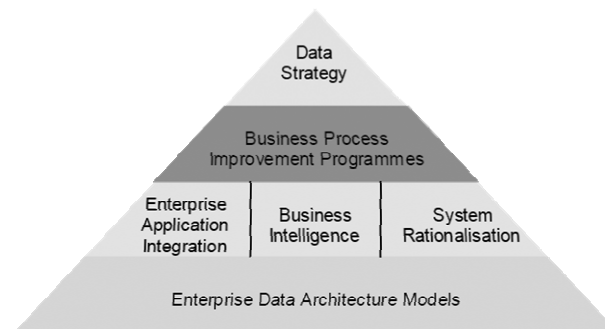 Data
Strategy
Business Process
Improvement Programmes
Enterprise
Application
Integration
Business
Intelligence
System
Rationalisation
Enterprise Data Architecture Models